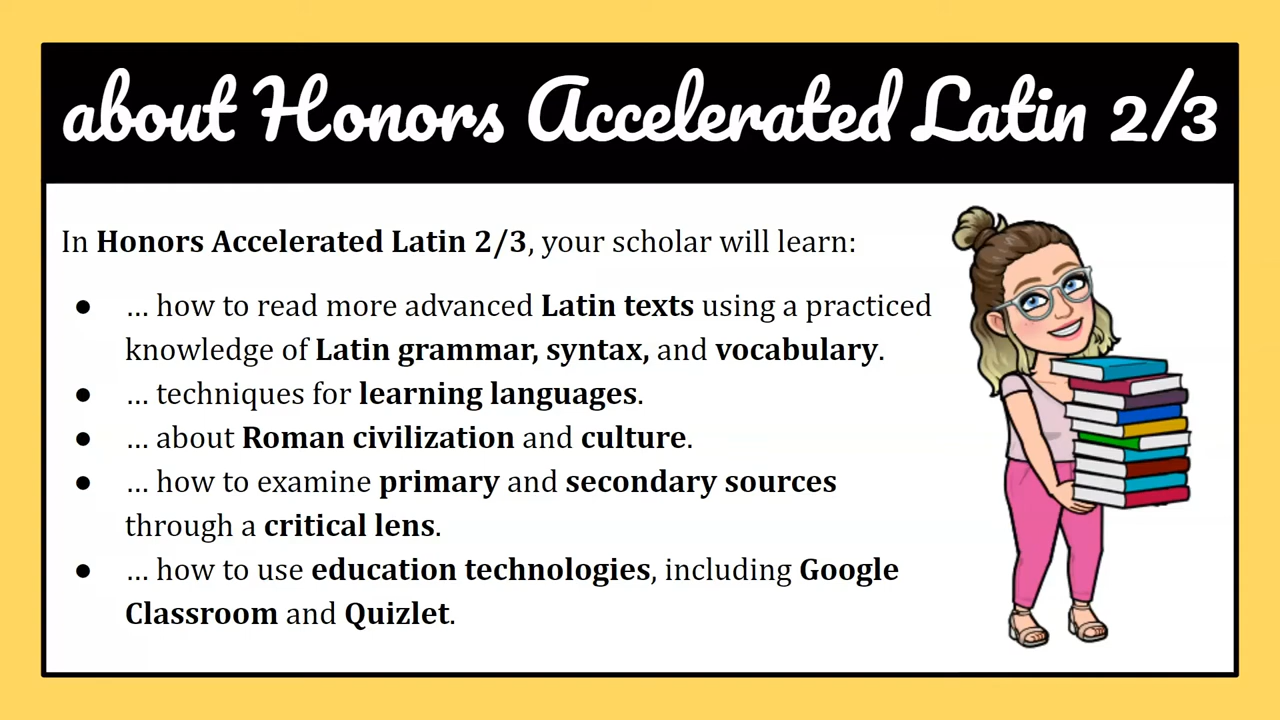 about Honors Accelerated Latin 2/3
In Honors Accelerated Latin 2/3, your scholar will learn:
● … how to read more advanced Latin texts using a practiced
knowledge of Latin grammar, syntax, and vocabulary.
● … techniques for learning languages.
● … about Roman civilization and culture.
● … how to examine primary and secondary sources
through a critical lens.
● … how to use education technologies, including Google
Classroom and Quizlet.